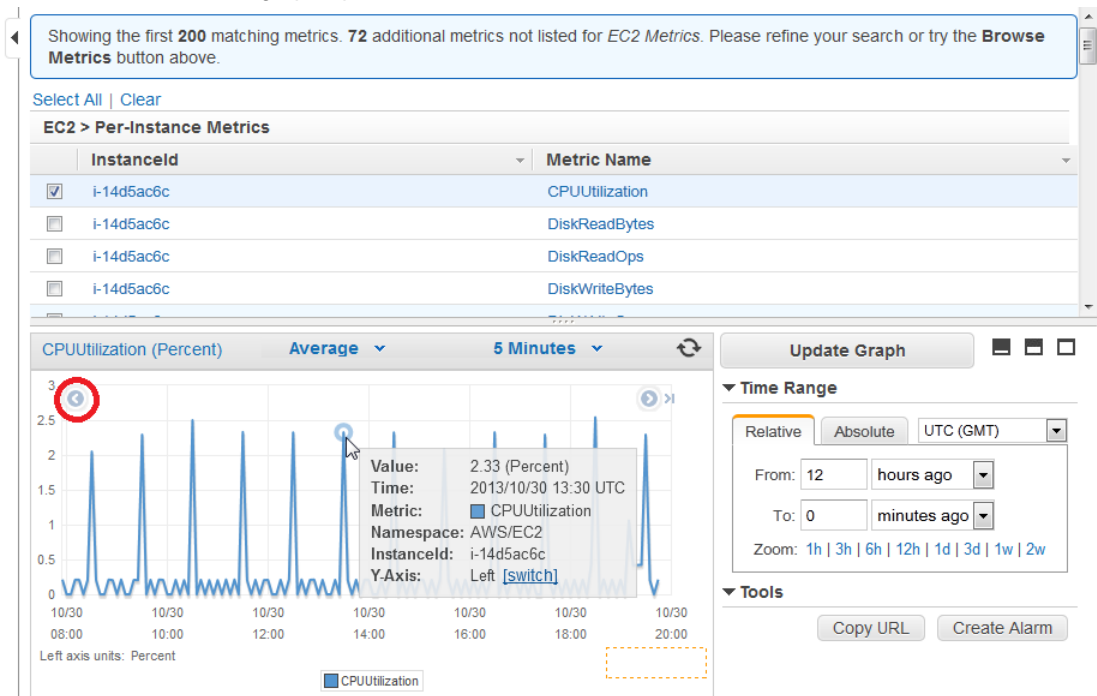 Showing the first 200 matching metrics. 72 additional metrics not listed for EC2 Metrics. Please refine your search or try the Browse
Metrics button above.
Select All | Clear
EC2 > Per-Instance Metrics
InstanceId Metric Name
i-14d5ac6c CPUUtilization
i-14d5ac6c DiskReadBytes
i-14d5ac6c DiskReadOps
i-14d5ac6c DiskWriteBytes
CPUUtilization (Percent) Average 5 Minutes
3
2.5
2
1.5
1
0.5
0
10/30 10/30 10/30 10/30 10/30 10/30 10/30
08:00 10:00 12:00 14:00 16:00 18:00 20:00
Left axis units: Percent
CPUUtilization
Value: 2.33 (Percent)
Time: 2013/10/30 13:30 UTC
Metric: CPUUtilization
Namespace: AWS/EC2
InstanceId: i-14d5ac6c
Y-Axis: Left [switch]
Update Graph
Time Range
Relative Absolute UTC (GMT)
From: 12 hours ago
To: 0 minutes ago
Zoom: 1h | 3h | 6h | 12h | 1d | 3d | 1w | 2w
Tools
Copy URL Create Alarm